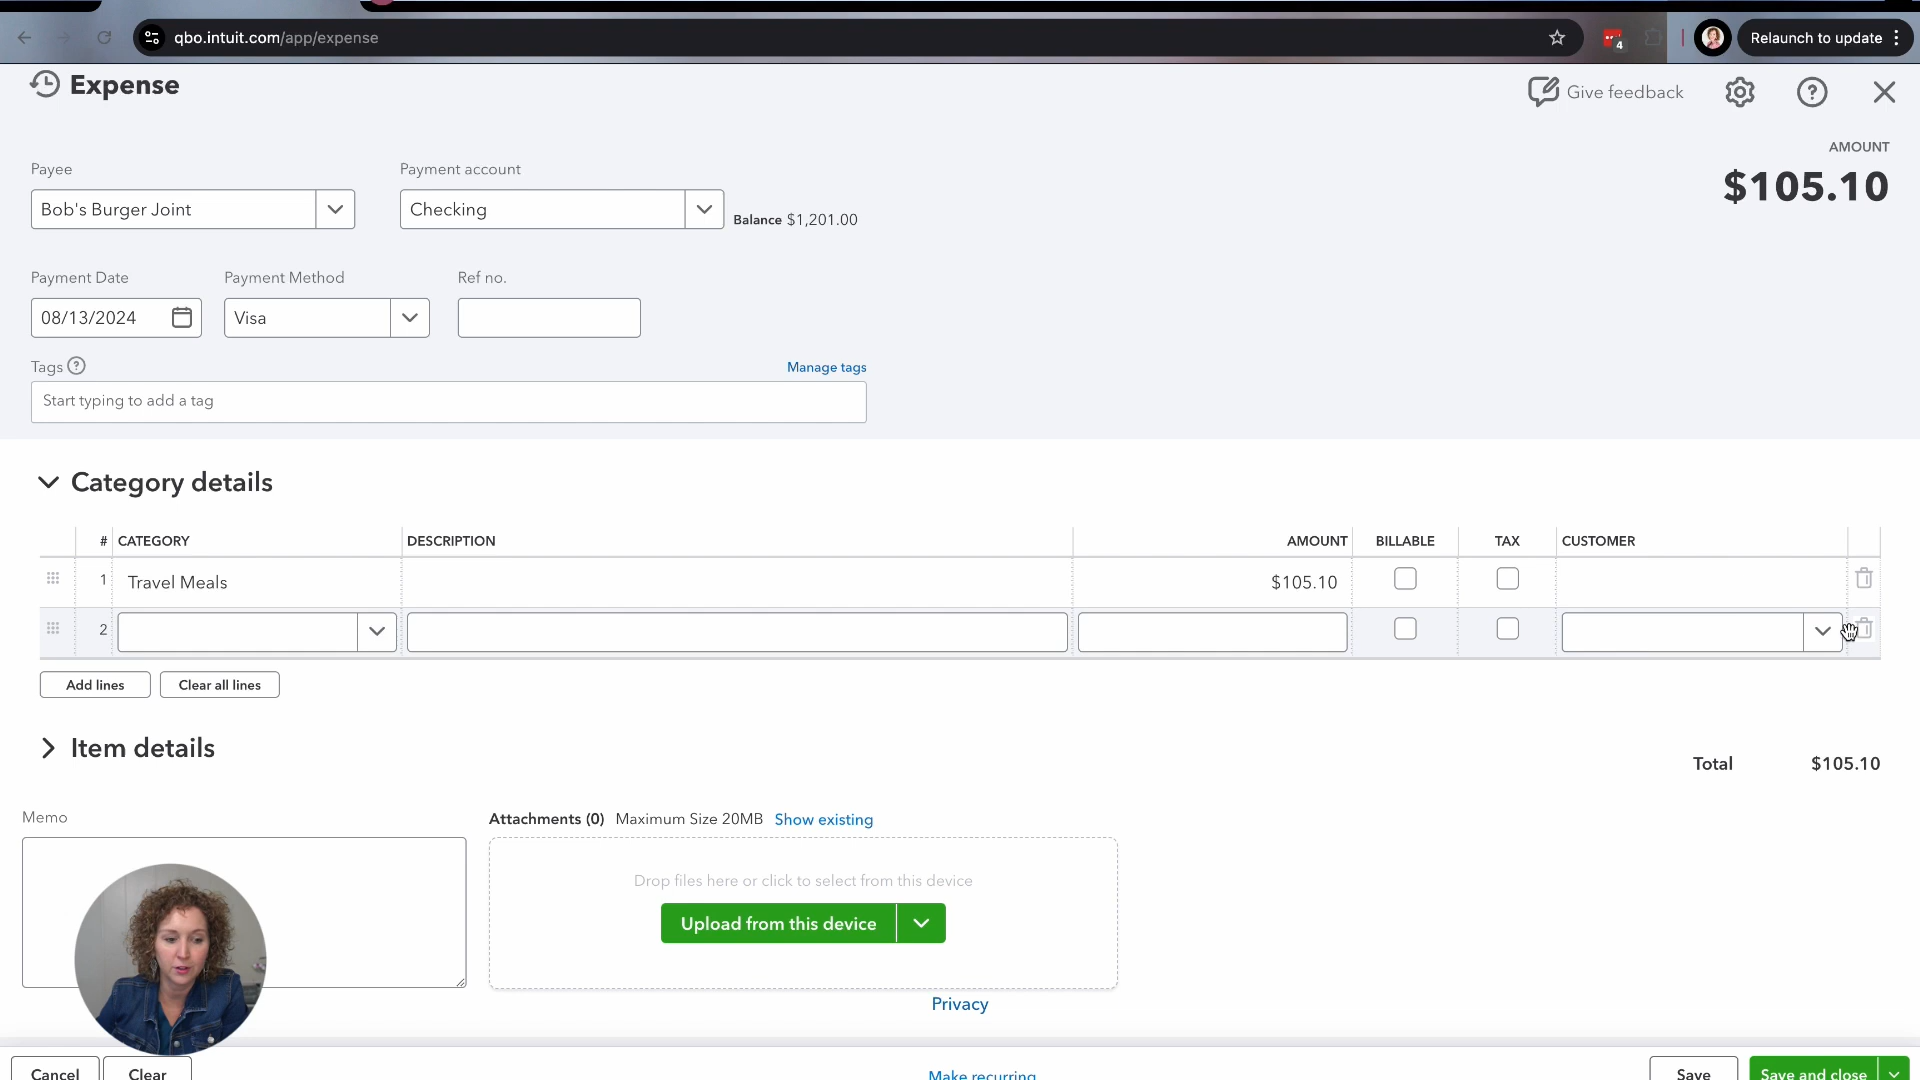 qbo.intuit.com/app/expense
4
Relaunch to update
Expense
Give feedback
AMOUNT
$105.10
Payee
Payment account
Bob's Burger Joint
Checking
Balance $1,201.00
Payment Date
Payment Method
Ref no.
08/13/2024
Visa
Tags ?
Manage tags
Start typing to add a tag
Category details
# CATEGORY DESCRIPTION AMOUNT BILLABLE TAX CUSTOMER
1 Travel Meals $105.10
2
Add lines
Clear all lines
Item details
Total $105.10
Memo
Attachments (0) Maximum Size 20MB Show existing
Drop files here or click to select from this device
Upload from this device
Privacy
Cancel
Clear
Make recurring
Save
Save and close